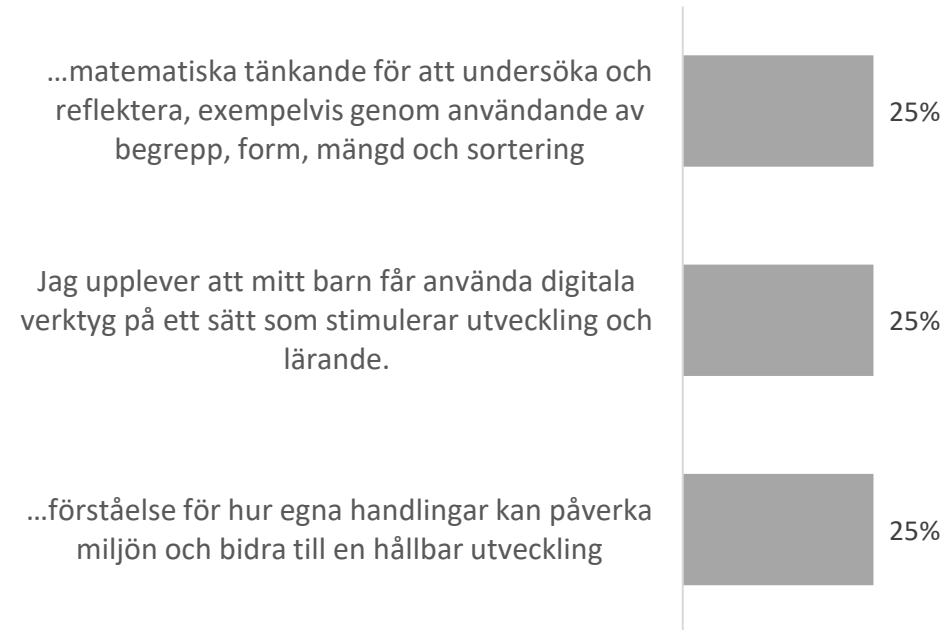 ...matematiska tänkande för att undersöka och
reflektera, exempelvis genom användande av
begrepp, form, mängd och sortering
25%
Jag upplever att mitt barn får använda digitala
verktyg på ett sätt som stimulerar utveckling och
lärande.
25%
...förståelse för hur egna handlingar kan påverka
miljön och bidra till en hållbar utveckling
25%